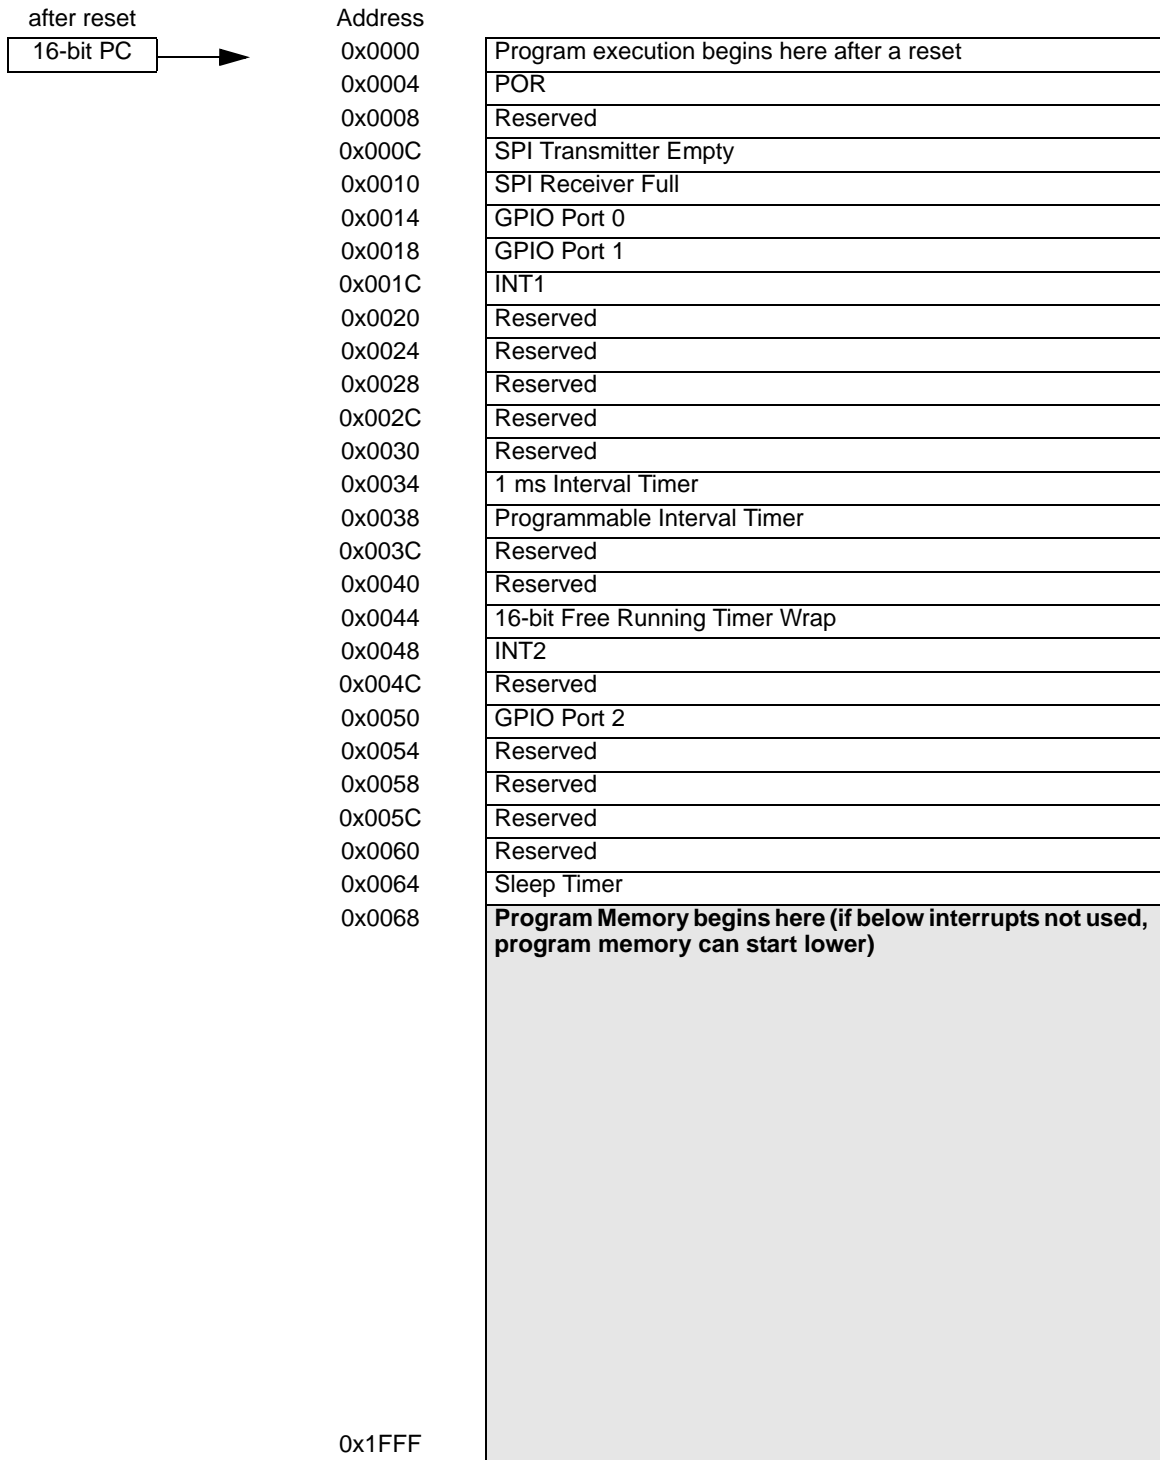 after reset Address
16-bit PC 0x0000 Program execution begins here after a reset
0x0004 POR
0x0008 Reserved
0x000C SPI Transmitter Empty
0x0010 SPI Receiver Full
0x0014 GPIO Port 0
0x0018 GPIO Port 1
0x001C INT1
0x0020 Reserved
0x0024 Reserved
0x0028 Reserved
0x002C Reserved
0x0030 Reserved
0x0034 1 ms Interval Timer
0x0038 Programmable Interval Timer
0x003C Reserved
0x0040 Reserved
0x0044 16-bit Free Running Timer Wrap
0x0048 INT2
0x004C Reserved
0x0050 GPIO Port 2
0x0054 Reserved
0x0058 Reserved
0x005C Reserved
0x0060 Reserved
0x0064 Sleep Timer
0x0068 Program Memory begins here (if below interrupts not used,
program memory can start lower)
0x1FFF